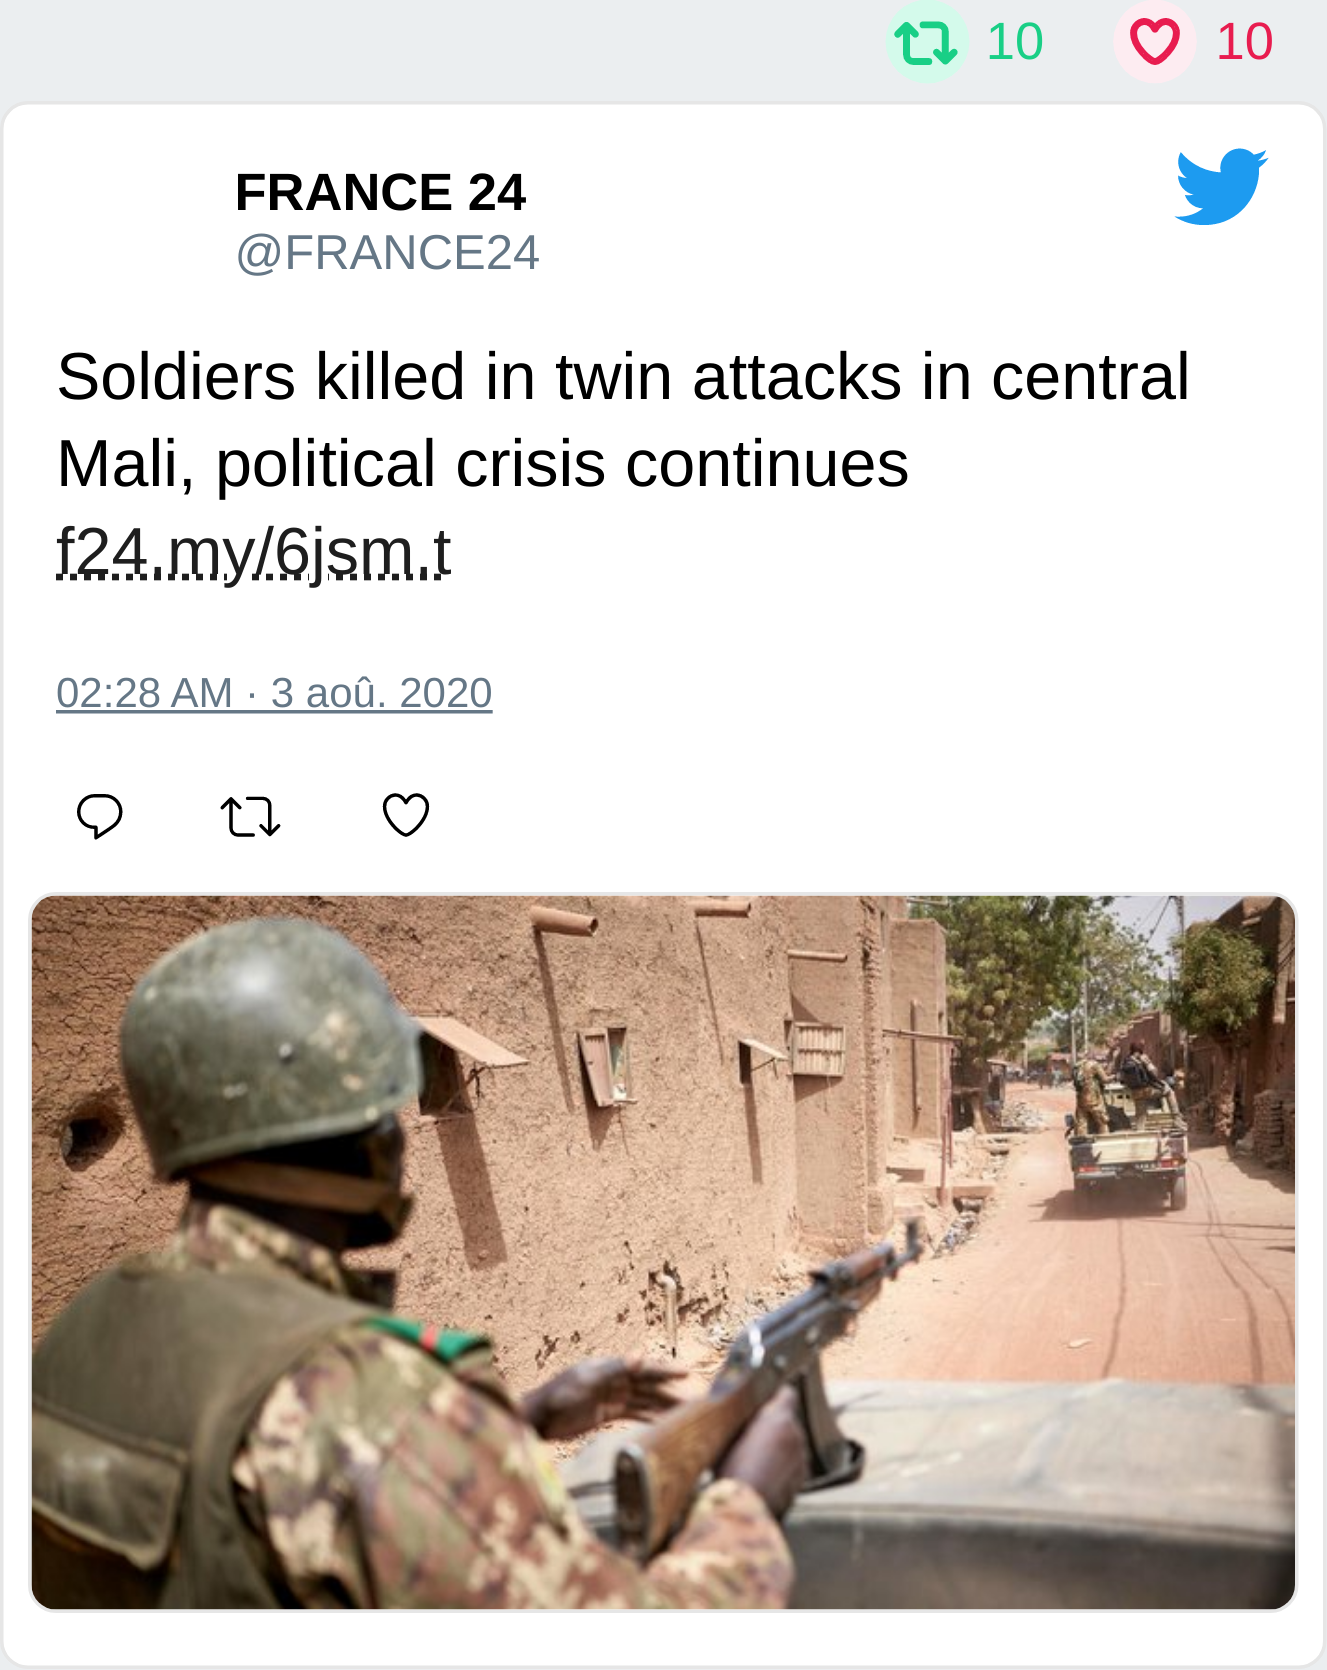 10 10
FRANCE 24
@FRANCE24
Soldiers killed in twin attacks in central
Mali, political crisis continues
f24.my/6jsm.t
02:28 AM · 3 aoû. 2020